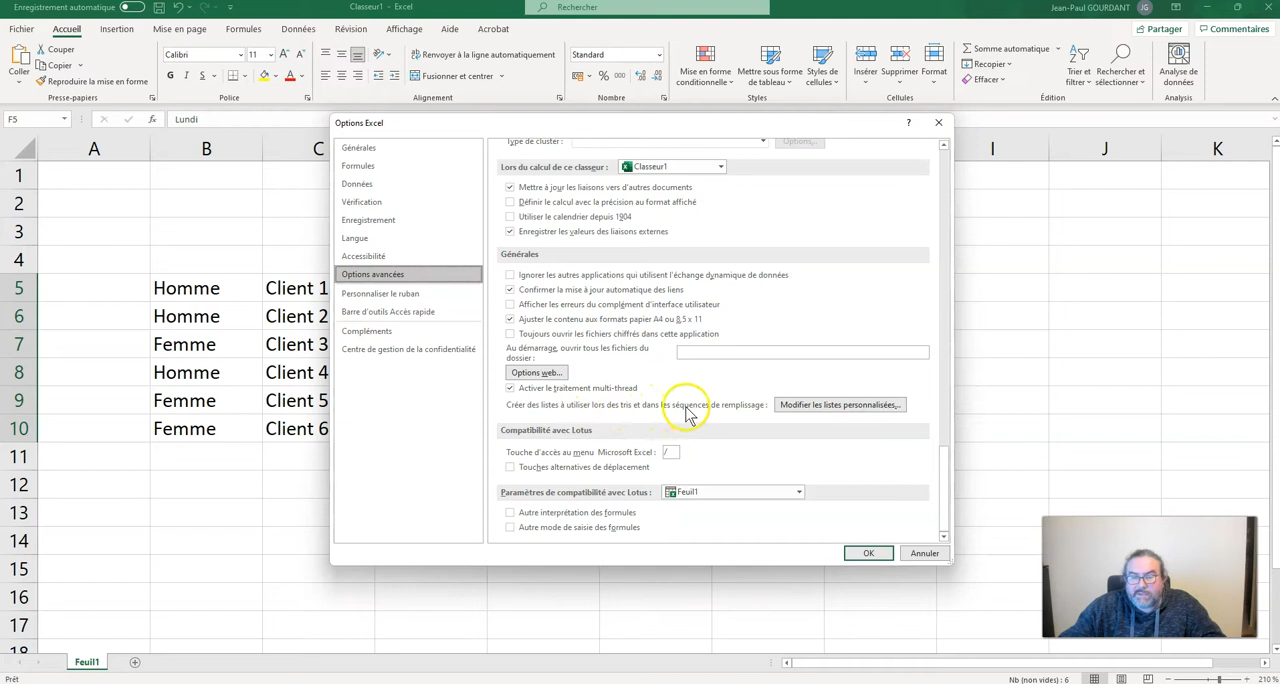 Enregistrement automatique
Classeur1 - Excel
Rechercher
Jean-Paul GOURDANT
JG
Fichier
Accueil
Insertion
Mise en page
Formules
Données
Révision
Affichage
Aide
Acrobat
Partager
Commentaires
Coller
Couper
Copier
Reproduire la mise en forme
Presse-papiers
Calibri
11
G I S
Police
Renvoyer à la ligne automatiquement
Fusionner et centrer
Alignement
Standard
% 000
Nombre
Mise en forme conditionnelle
Mettre sous forme de tableau
Styles de cellules
Styles
Insérer
Supprimer
Format
Cellules
Somme automatique
Recopier
Effacer
Trier et filtrer
Rechercher et sélectionner
Édition
Analyse de données
Analysis
F5
fx
Lundi
A B C I J K
1
2
3
4
5 Homme Client 1
6 Homme Client 2
7 Femme Client 3
8 Homme Client 4
9 Femme Client 5
10 Femme Client 6
11
12
13
14
15
16
17
18
Options Excel
?
Générales
Formules
Données
Vérification
Enregistrement
Langue
Accessibilité
Options avancées
Personnaliser le ruban
Barre d'outils Accès rapide
Compléments
Centre de gestion de la confidentialité
Type de cluster :
Options...
Lors du calcul de ce classeur : Classeur1
Mettre à jour les liaisons vers d'autres documents
Définir le calcul avec la précision au format affiché
Utiliser le calendrier depuis 1904
Enregistrer les valeurs des liaisons externes
Générales
Ignorer les autres applications qui utilisent l'échange dynamique de données
Confirmer la mise à jour automatique des liens
Afficher les erreurs du complément d'interface utilisateur
Ajuster le contenu aux formats papier A4 ou 8,5 x 11
Toujours ouvrir les fichiers chiffrés dans cette application
Au démarrage, ouvrir tous les fichiers du
dossier :
Options web...
Activer le traitement multi-thread
Créer des listes à utiliser lors des tris et dans les séquences de remplissage :
Modifier les listes personnalisées...
Compatibilité avec Lotus
Touche d'accès au menu Microsoft Excel : /
Touches alternatives de déplacement
Paramètres de compatibilité avec Lotus : Feuil1
Autre interprétation des formules
Autre mode de saisie des formules
OK
Annuler
Feuil1
Prêt
Nb (non vides) : 6
210 %